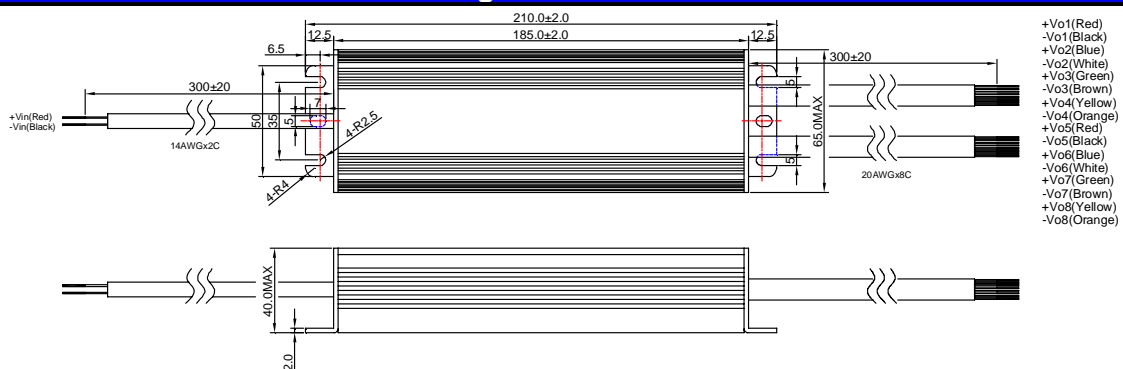 210.0±2.0
12.5
185.0±2.0
12.5
6.5
300±20
300±20
+Vin(Red)
-Vin(Black)
14AWGx2C
50
35
5
7
4-R2.5
4-R4
65.0MAX
5
5
20AWGx8C
+Vo1(Red)
-Vo1(Black)
+Vo2(Blue)
-Vo2(White)
+Vo3(Green)
-Vo3(Brown)
+Vo4(Yellow)
-Vo4(Orange)
+Vo5(Red)
-Vo5(Black)
+Vo6(Blue)
-Vo6(White)
+Vo7(Green)
-Vo7(Brown)
+Vo8(Yellow)
-Vo8(Orange)
40.0MAX
2.0